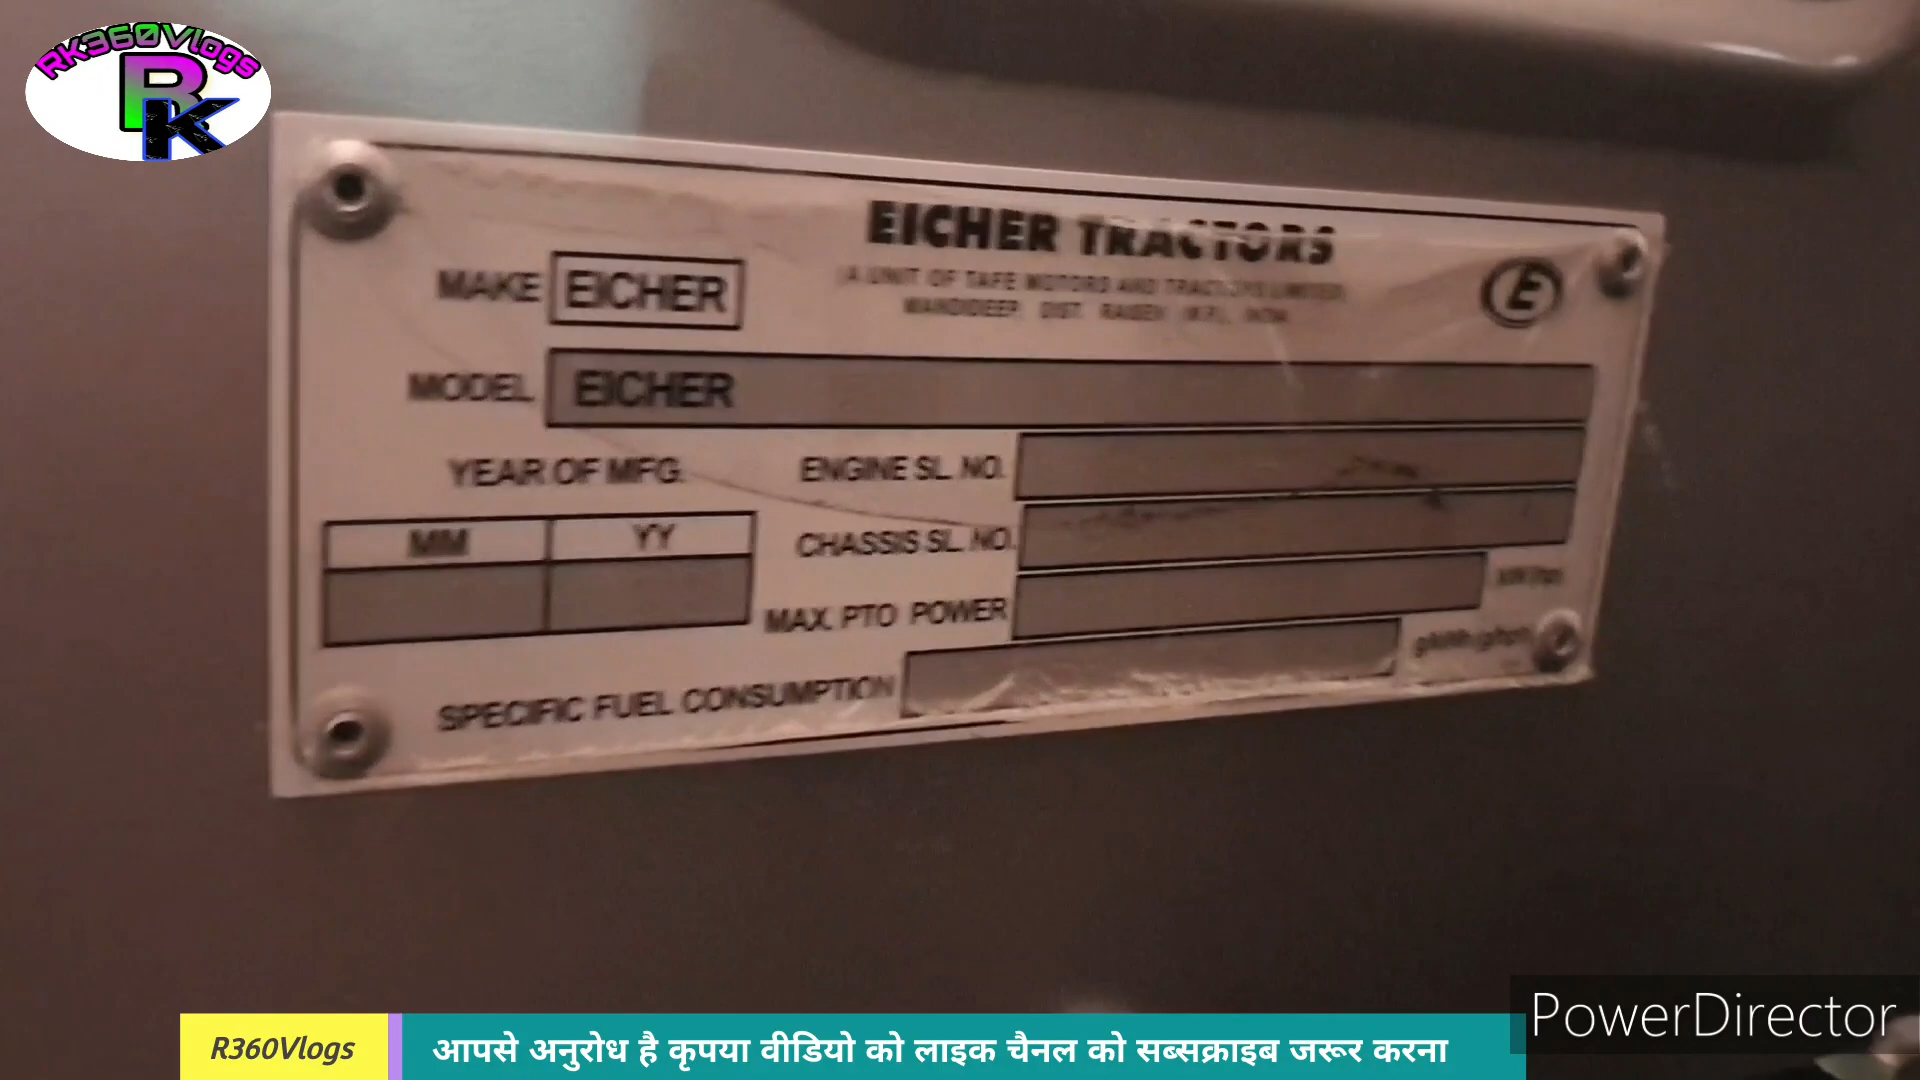 RK360Vlogs
RK
EICHER TRACTORS
(A UNIT OF TAFE MOTORS AND TRACTORS LIMITED)
MANDIDEEP, DIST. RAISEN (M.P.), INDIA
E
MAKE EICHER
MODEL EICHER
YEAR OF MFG.
MM YY
ENGINE SL. NO.
CHASSIS SL. NO.
MAX. PTO POWER kW/hp
SPECIFIC FUEL CONSUMPTION
PowerDirector
R360Vlogs
आपसे अनुरोध है कृपया वीडियो को लाइक चैनल को सब्सक्राइब जरूर करना